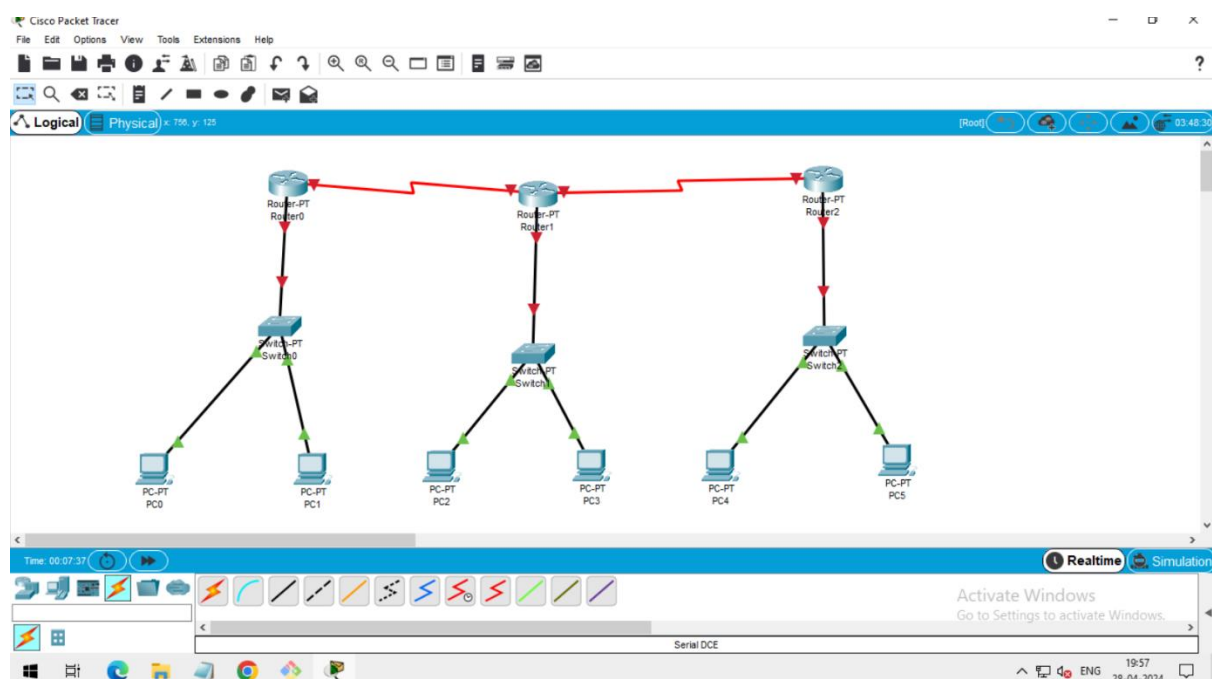 Cisco Packet Tracer
File Edit Options View Tools Extensions Help
?
Logical Physical x: 756, y: 125 [Root] 03:48:30
Router-PT
Router0
Router-PT
Router1
Router-PT
Router2
Switch-PT
Switch0
Switch-PT
Switch1
Switch-PT
Switch2
PC-PT
PC0
PC-PT
PC1
PC-PT
PC2
PC-PT
PC3
PC-PT
PC4
PC-PT
PC5
Time: 00:07:37 Realtime Simulation
Activate Windows
Go to Settings to activate Windows.
Serial DCE
ENG 19:57
28-04-2024